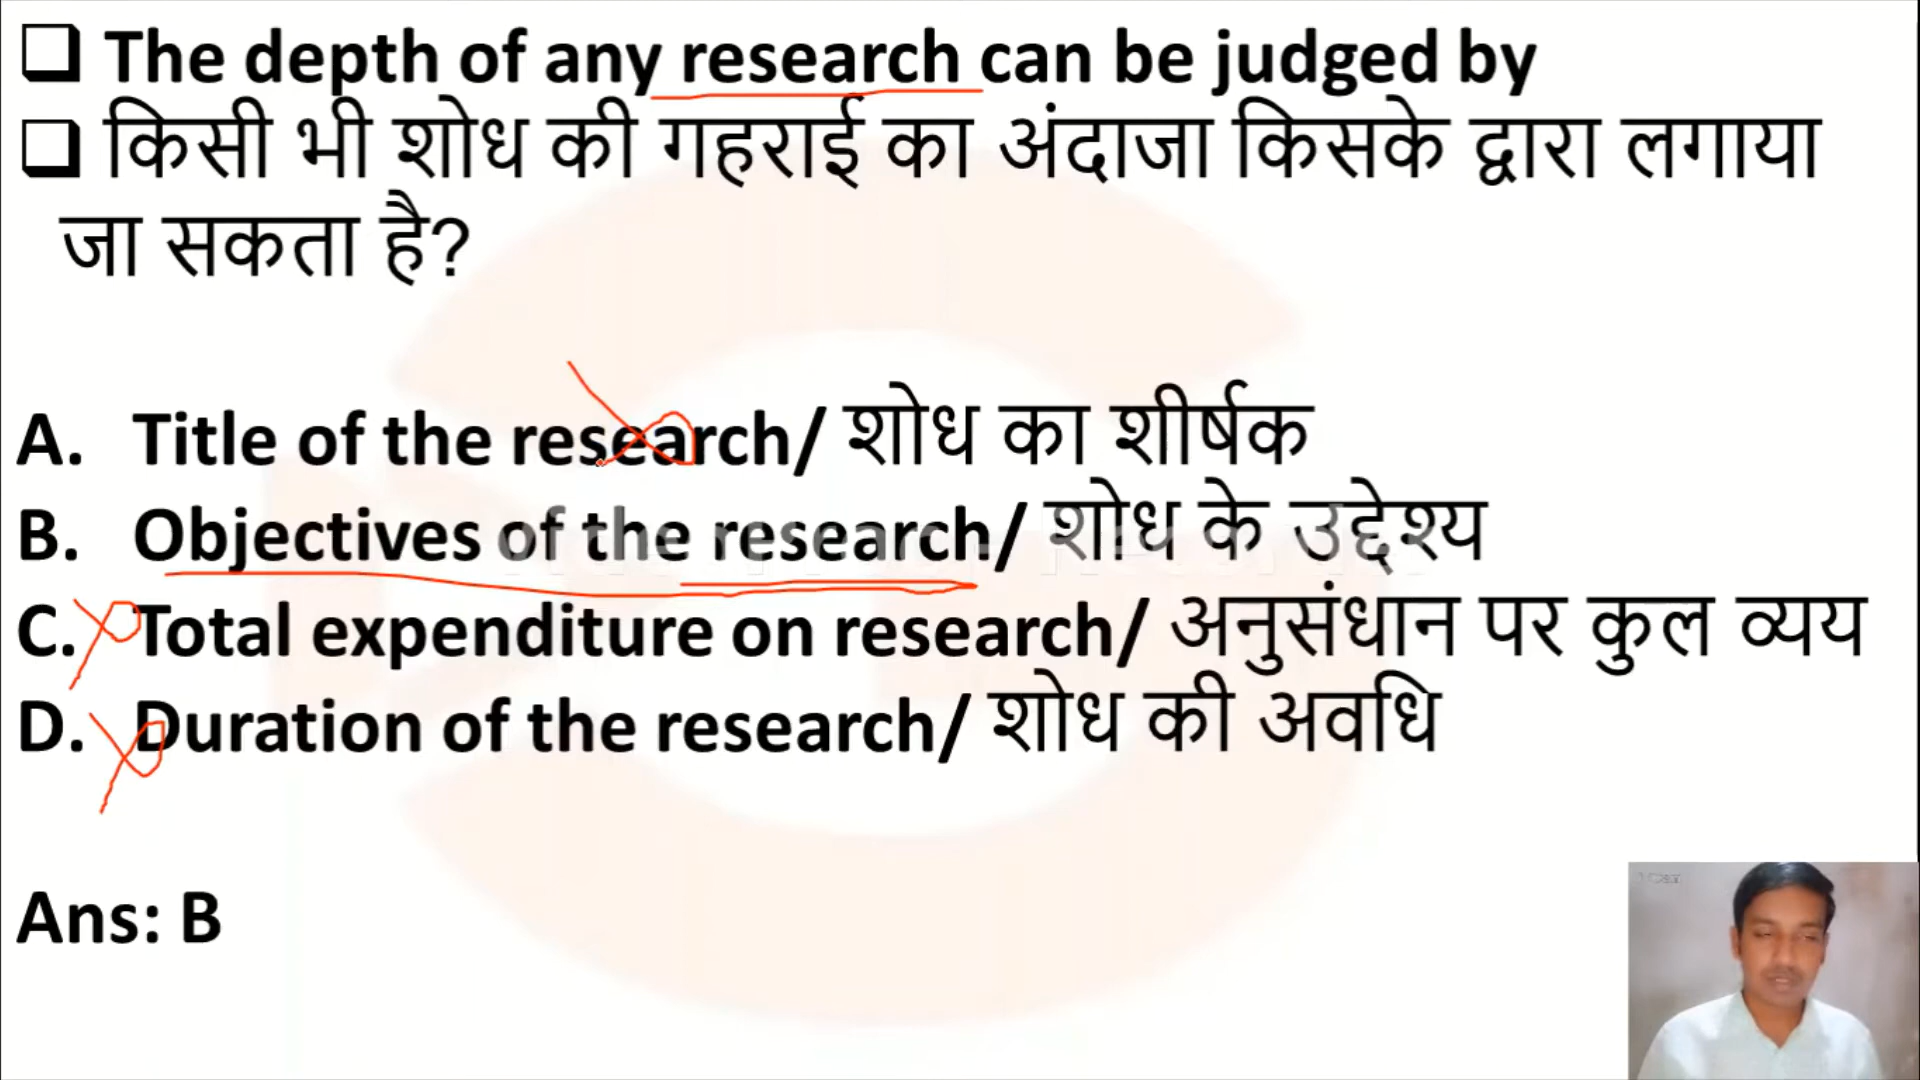 ❑ The depth of any research can be judged by
❑ किसी भी शोध की गहराई का अंदाजा किसके द्वारा लगाया
जा सकता है?
A. Title of the research/ शोध का शीर्षक
B. Objectives of the research/ शोध के उद्देश्य
C. Total expenditure on research/ अनुसंधान पर कुल व्यय
D. Duration of the research/ शोध की अवधि
Ans: B